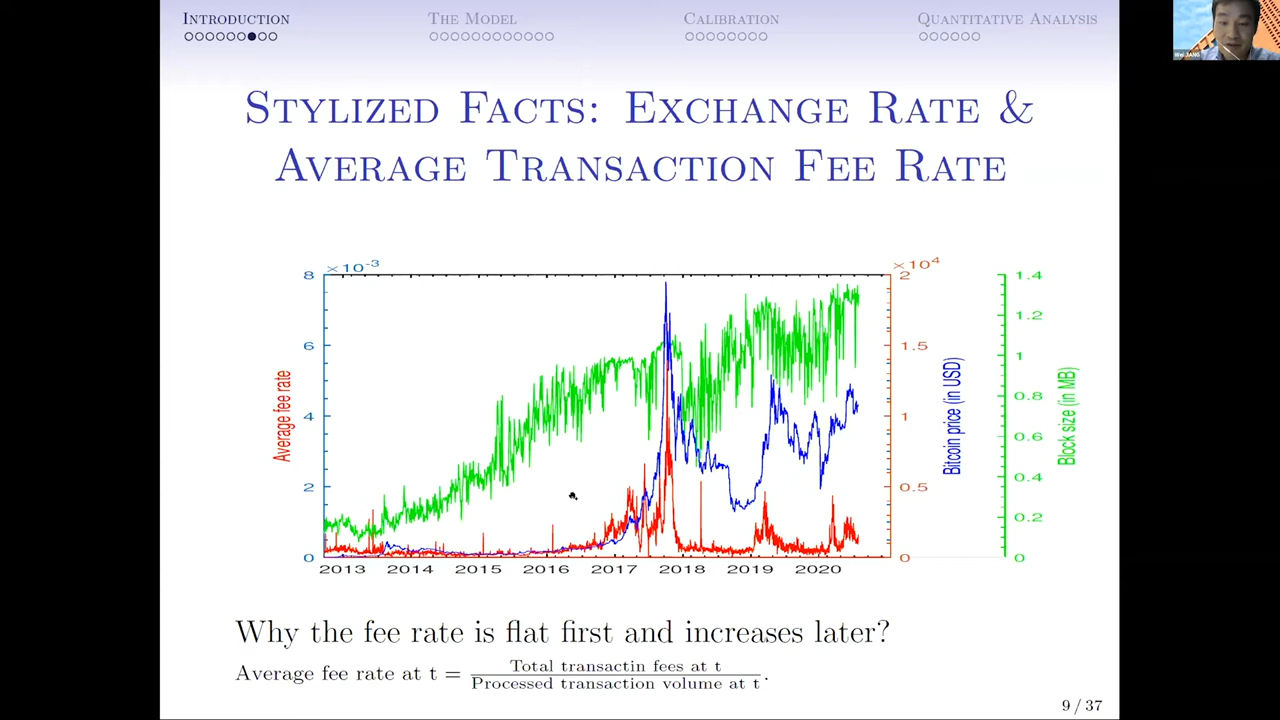 Introduction The Model Calibration Quantitative Analysis
Wei JIANG
Stylized Facts: Exchange Rate &
Average Transaction Fee Rate
×10⁻³ ×10⁴
8 2 1.4
1.2
6 1.5 1
0.8
4 1 0.6
0.4
2 0.5 0.2
0 0 0
Average fee rate
Bitcoin price (in USD)
Block size (in MB)
2013 2014 2015 2016 2017 2018 2019 2020
Why the fee rate is flat first and increases later?
Average fee rate at t = Total transactin fees at t
Processed transaction volume at t.
9 / 37